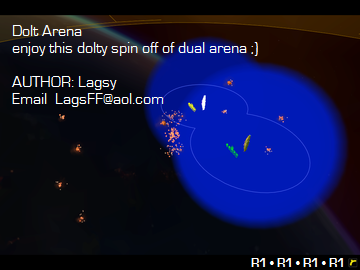 Dolt Arena
enjoy this dolty spin off of dual arena ;)
AUTHOR: Lagsy
Email  LagsFF@aol.com
R1 • R1 • R1 • R1 r